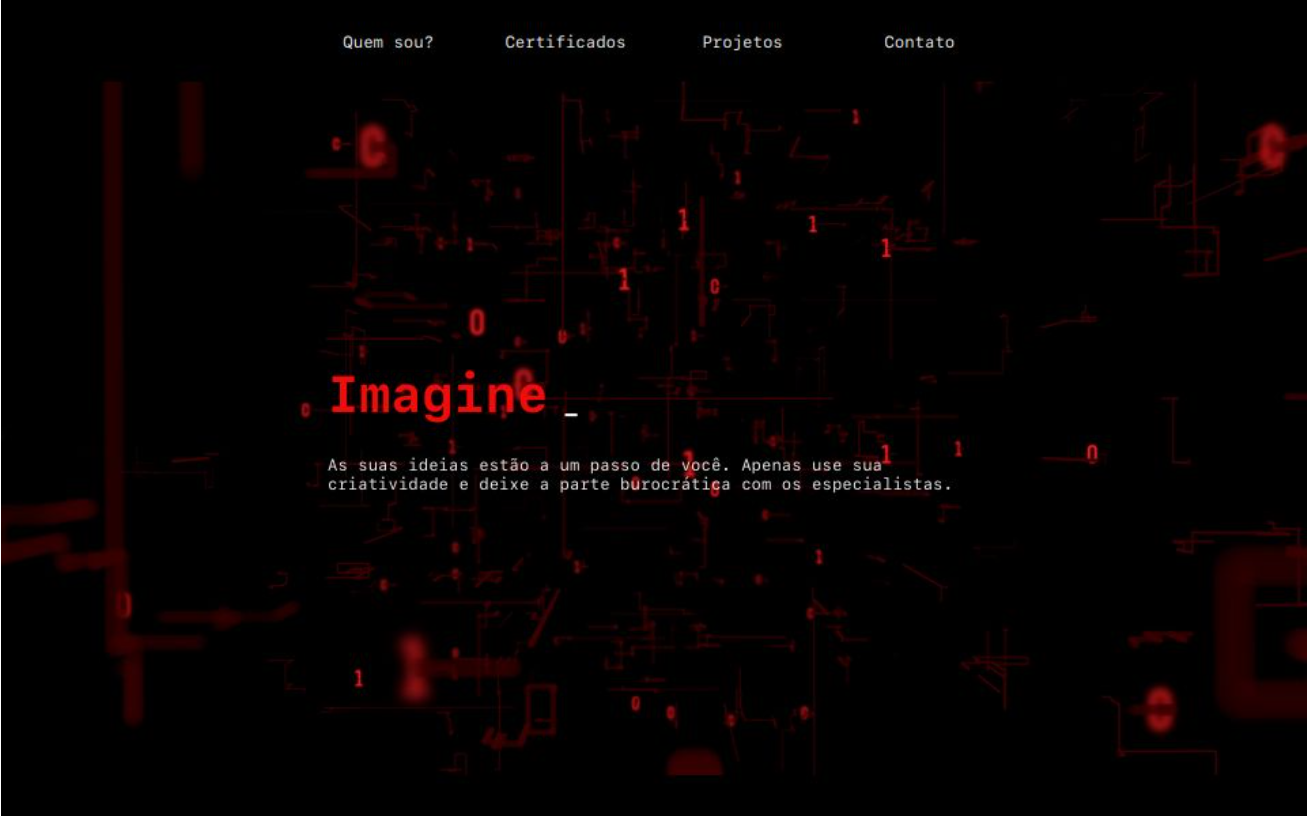 Quem sou? Certificados Projetos Contato
Imagine _
As suas ideias estão a um passo de você. Apenas use sua
criatividade e deixe a parte burocrática com os especialistas.